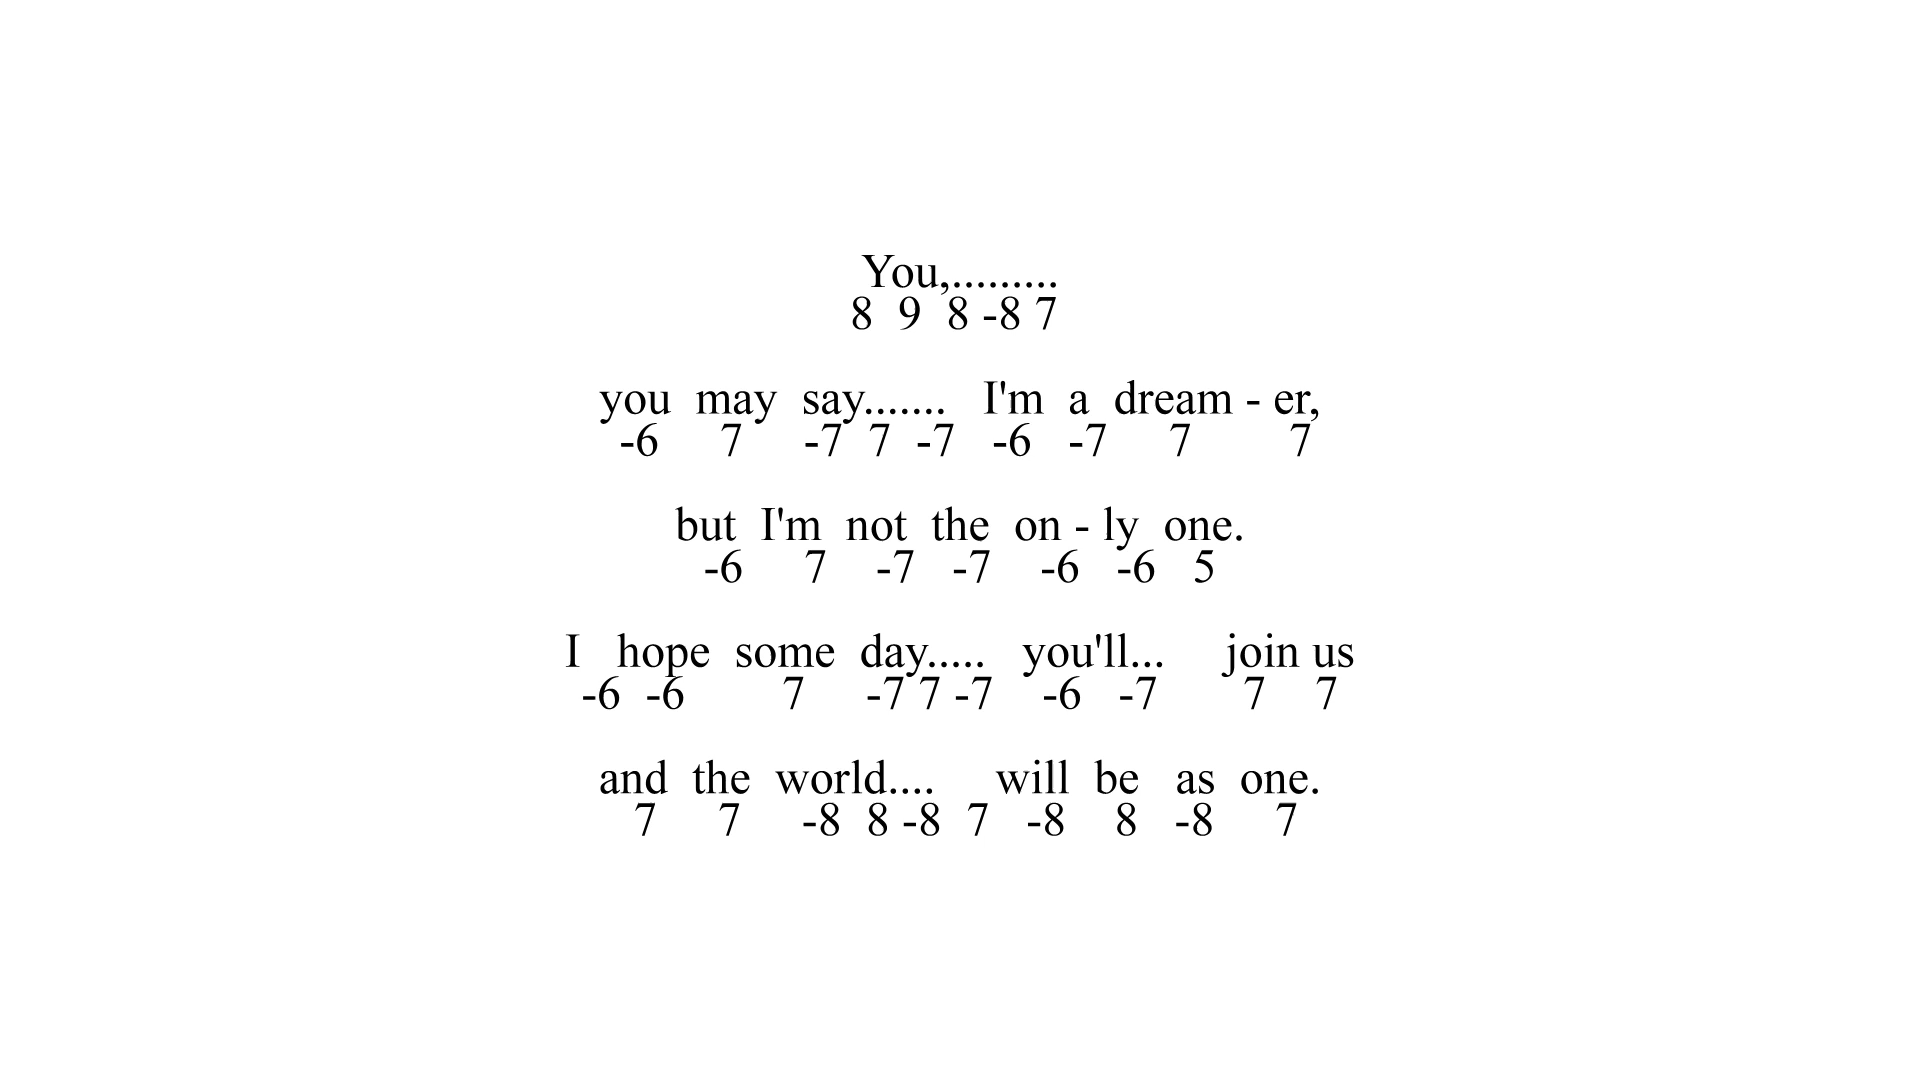 You,.........
8 9 8 -8 7
you may say....... I'm a dream - er,
-6 7 -7 7 -7 -6 -7 7 7
but I'm not the on - ly one.
-6 7 -7 -7 -6 -6 5
I hope some day..... you'll... join us
-6 -6 7 -7 7 -7 -6 -7 7 7
and the world.... will be as one.
7 7 -8 8 -8 7 -8 8 -8 7